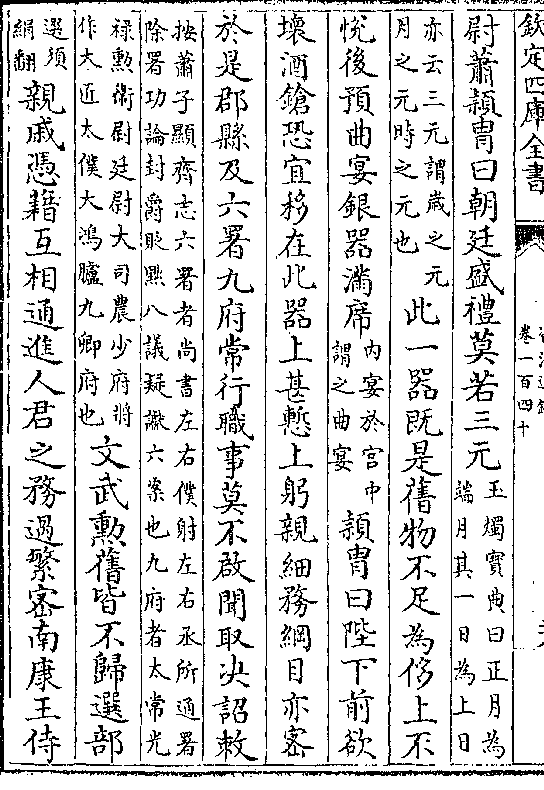 欽定四庫全書
卷一百四十
尉蕭頴胄曰朝廷盛禮莫若三元玉燭寶典曰正月為端月其一日為上日
亦云三元謂歲之元月之元時之元也此一器既是舊物不足為侈上不
悦後預曲宴銀器滿席内宴於宫中謂之曲宴頴胄曰陛下前欲
壞酒鎗恐宜移在此器上甚慙上躬親細務綱目亦密
於是郡縣及六署九府常行職事莫不啟聞取决詔敕
按蕭子顯齊志六署者尚書左右僕射左右丞所通署除署功論封爵貶黜八議疑讞六案也九府者太常光
禄勲衛尉廷尉大司農少府將作大匠太僕大鴻臚九卿府也文武勲舊皆不歸選部
選須絹翻親戚憑藉互相通進人君之務過繁密南康王侍